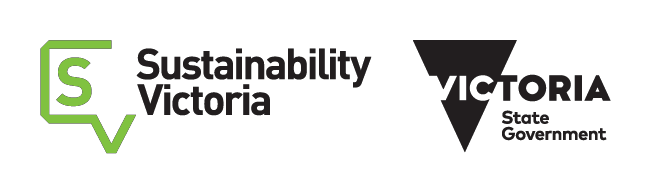 S
V
Sustainability
Victoria
VICTORIA
State
Government